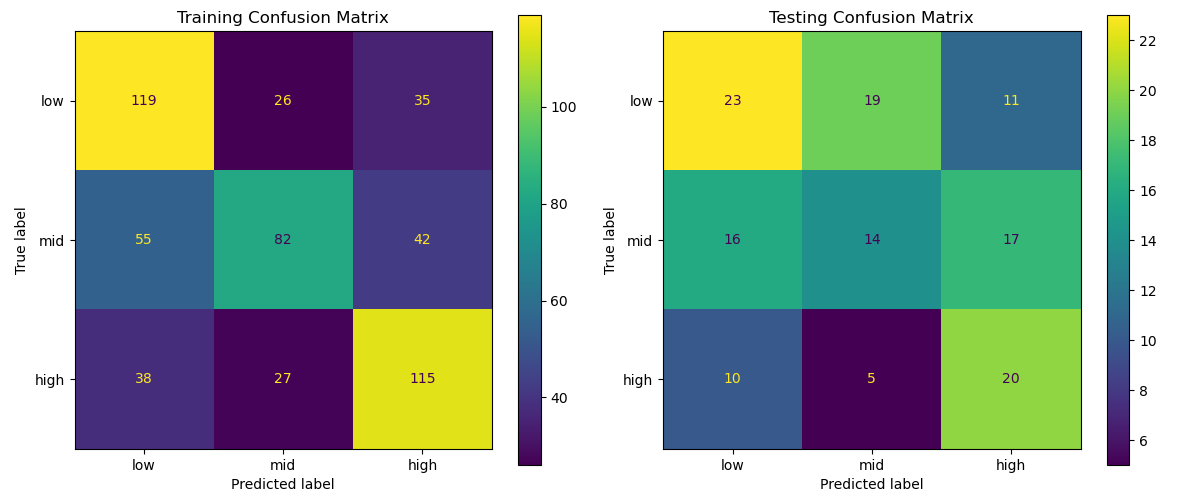 Training Confusion Matrix
low 119 26 35
mid 55 82 42
high 38 27 115
low mid high
Predicted label
True label
100
80
60
40
Testing Confusion Matrix
low 23 19 11
mid 16 14 17
high 10 5 20
low mid high
Predicted label
True label
22
20
18
16
14
12
10
8
6